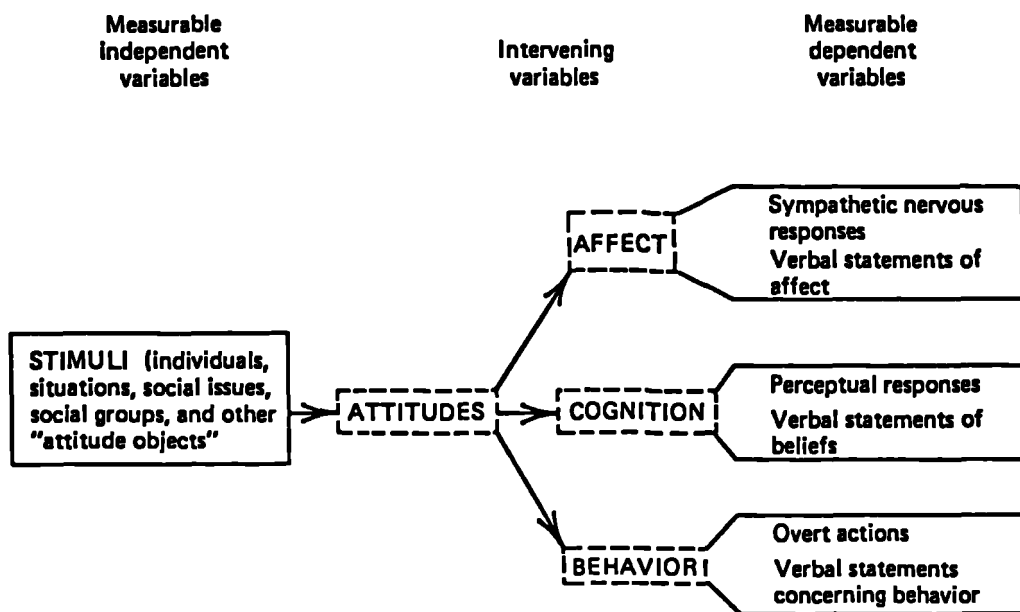 Measurable
independent
variables
Intervening
variables
Measurable
dependent
variables
STIMULI (individuals,
situations, social issues,
social groups, and other
"attitude objects"
ATTITUDES
AFFECT
Sympathetic nervous
responses
Verbal statements of
affect
COGNITION
Perceptual responses
Verbal statements of
beliefs
BEHAVIOR
Overt actions
Verbal statements
concerning behavior